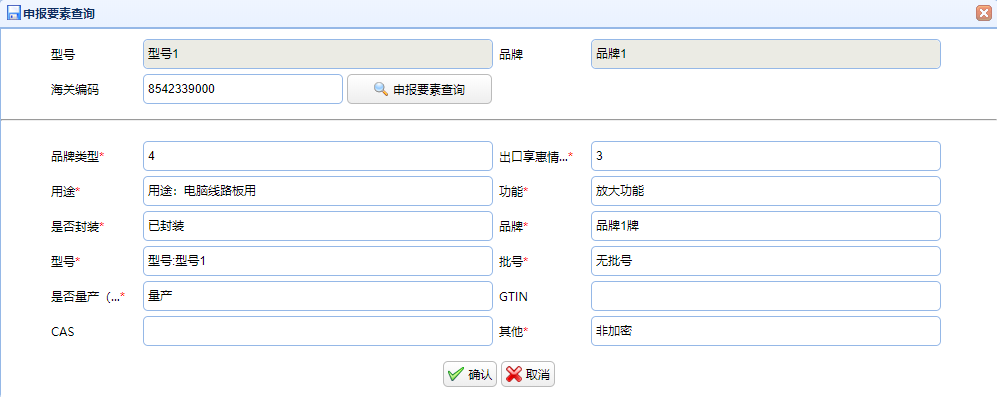 申报要素查询
型号 型号1 品牌 品牌1
海关编码 8542339000 申报要素查询
品牌类型* 4 出口享惠情...* 3
用途* 用途：电脑线路板用 功能* 放大功能
是否封装* 已封装 品牌* 品牌1牌
型号* 型号:型号1 批号* 无批号
是否量产（...* 量产 GTIN
CAS 其他* 非加密
确认 取消